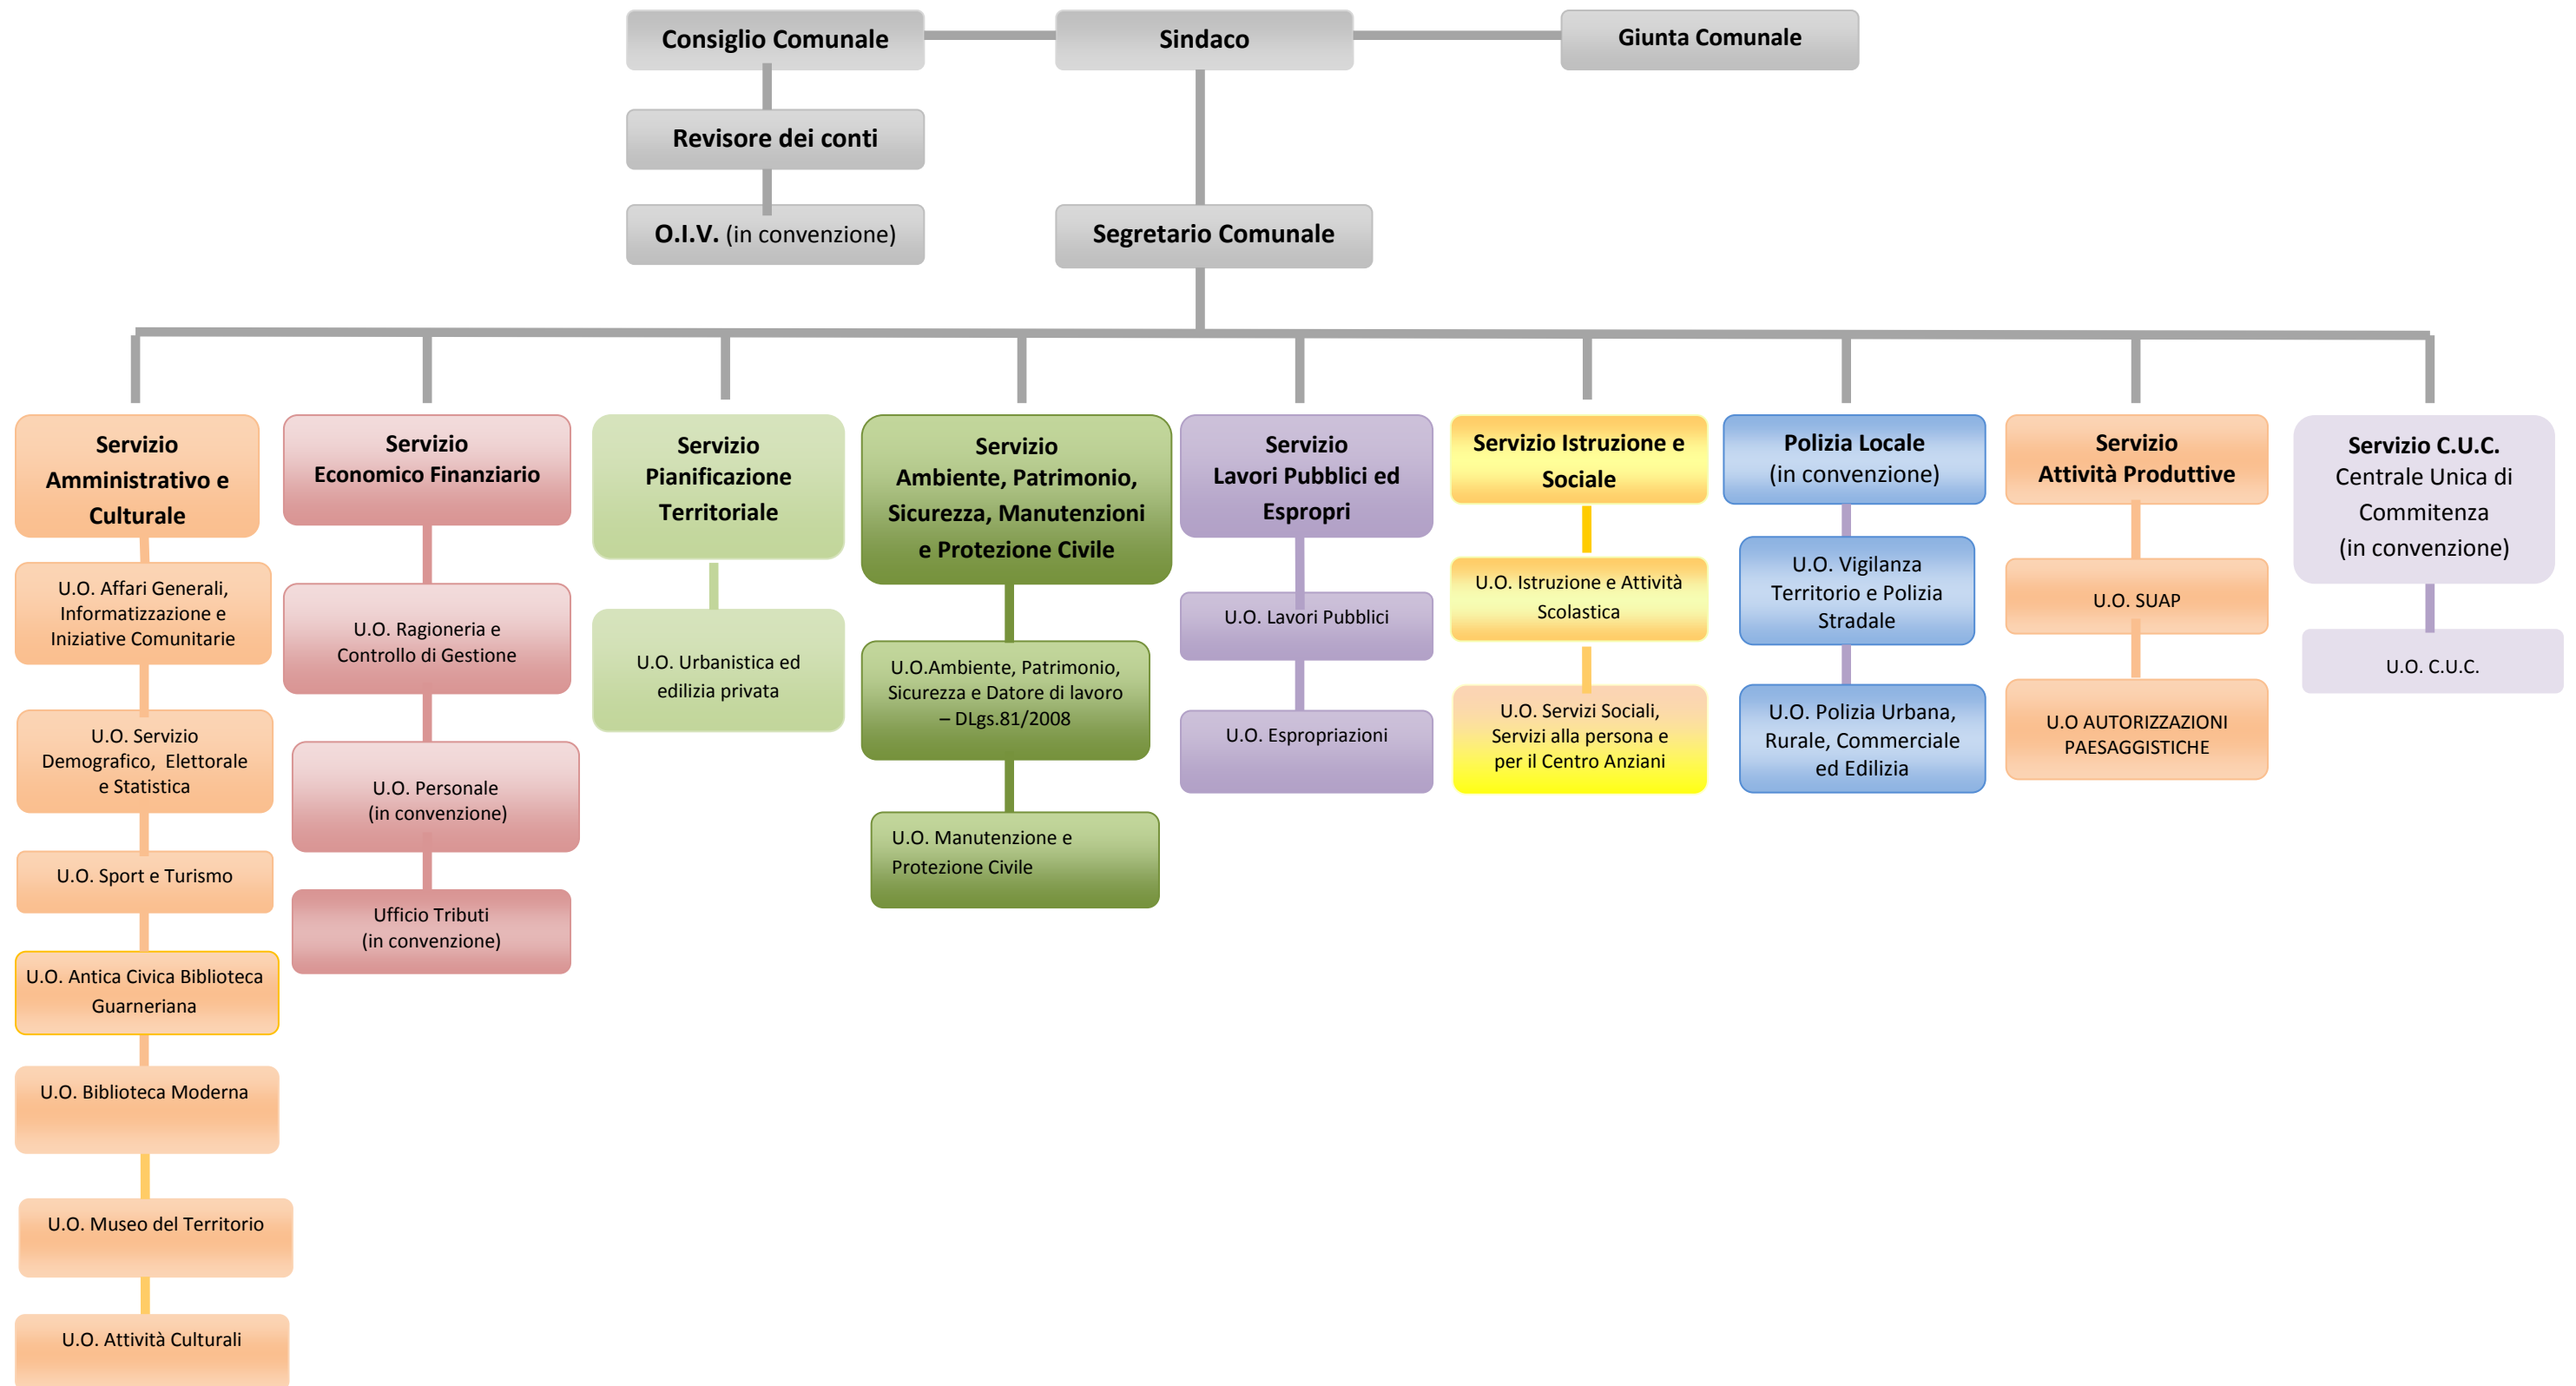 Consiglio Comunale
Sindaco
Giunta Comunale
Revisore dei conti
O.I.V. (in convenzione)
Segretario Comunale
Servizio
Amministrativo e
Culturale
U.O. Affari Generali,
Informatizzazione e
Iniziative Comunitarie
U.O. Servizio
Demografico, Elettorale
e Statistica
U.O. Sport e Turismo
U.O. Antica Civica Biblioteca
Guarneriana
U.O. Biblioteca Moderna
U.O. Museo del Territorio
U.O. Attività Culturali
Servizio
Economico Finanziario
U.O. Ragioneria e
Controllo di Gestione
U.O. Personale
(in convenzione)
Ufficio Tributi
(in convenzione)
Servizio
Pianificazione
Territoriale
U.O. Urbanistica ed
edilizia privata
Servizio
Ambiente, Patrimonio,
Sicurezza, Manutenzioni
e Protezione Civile
U.O.Ambiente, Patrimonio,
Sicurezza e Datore di lavoro
– DLgs.81/2008
U.O. Manutenzione e
Protezione Civile
Servizio
Lavori Pubblici ed
Espropri
U.O. Lavori Pubblici
U.O. Espropriazioni
Servizio Istruzione e
Sociale
U.O. Istruzione e Attività
Scolastica
U.O. Servizi Sociali,
Servizi alla persona e
per il Centro Anziani
Polizia Locale
(in convenzione)
U.O. Vigilanza
Territorio e Polizia
Stradale
U.O. Polizia Urbana,
Rurale, Commerciale
ed Edilizia
Servizio
Attività Produttive
U.O. SUAP
U.O AUTORIZZAZIONI
PAESAGGISTICHE
Servizio C.U.C.
Centrale Unica di
Commitenza
(in convenzione)
U.O. C.U.C.